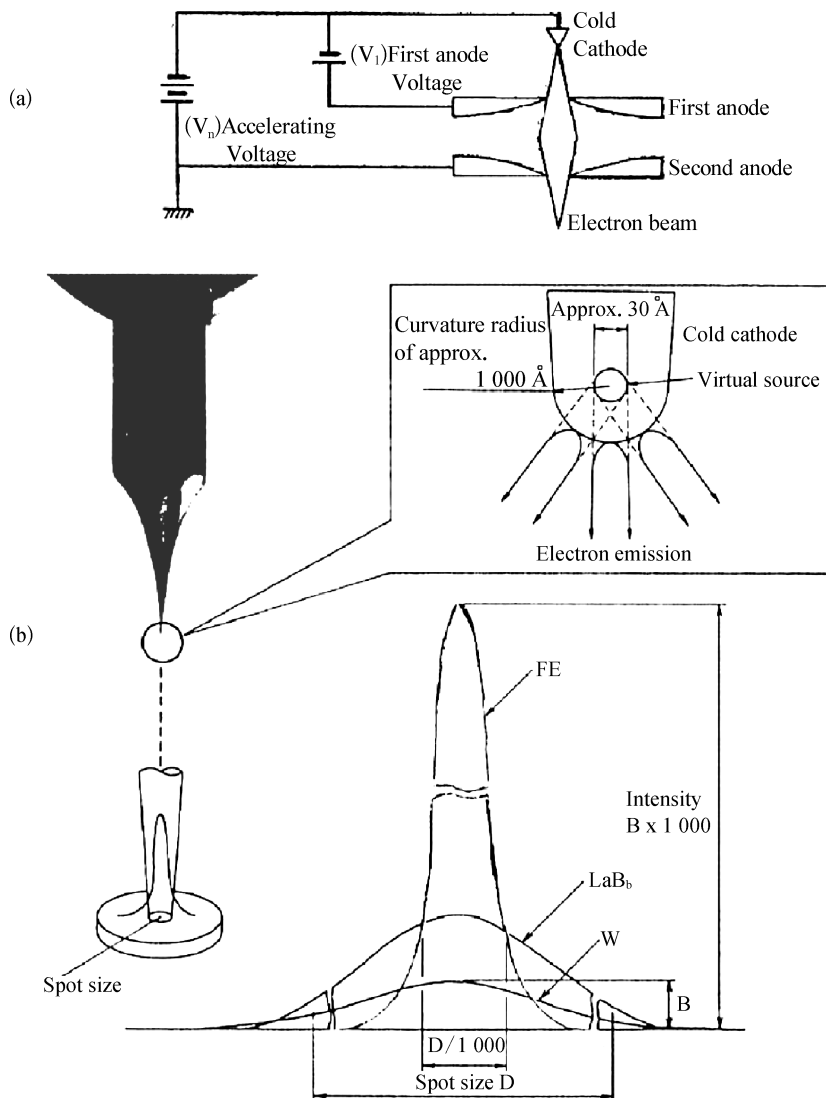 (a)
Cold
Cathode
(V₁)First anode
Voltage
First anode
(Vₙ)Accelerating
Voltage
Second anode
Electron beam
(b)
Approx. 30 Å
Curvature radius
of approx.
1 000 Å
Cold cathode
Virtual source
Electron emission
FE
Intensity
B x 1 000
LaB_b
W
B
Spot size
D/1 000
Spot size D